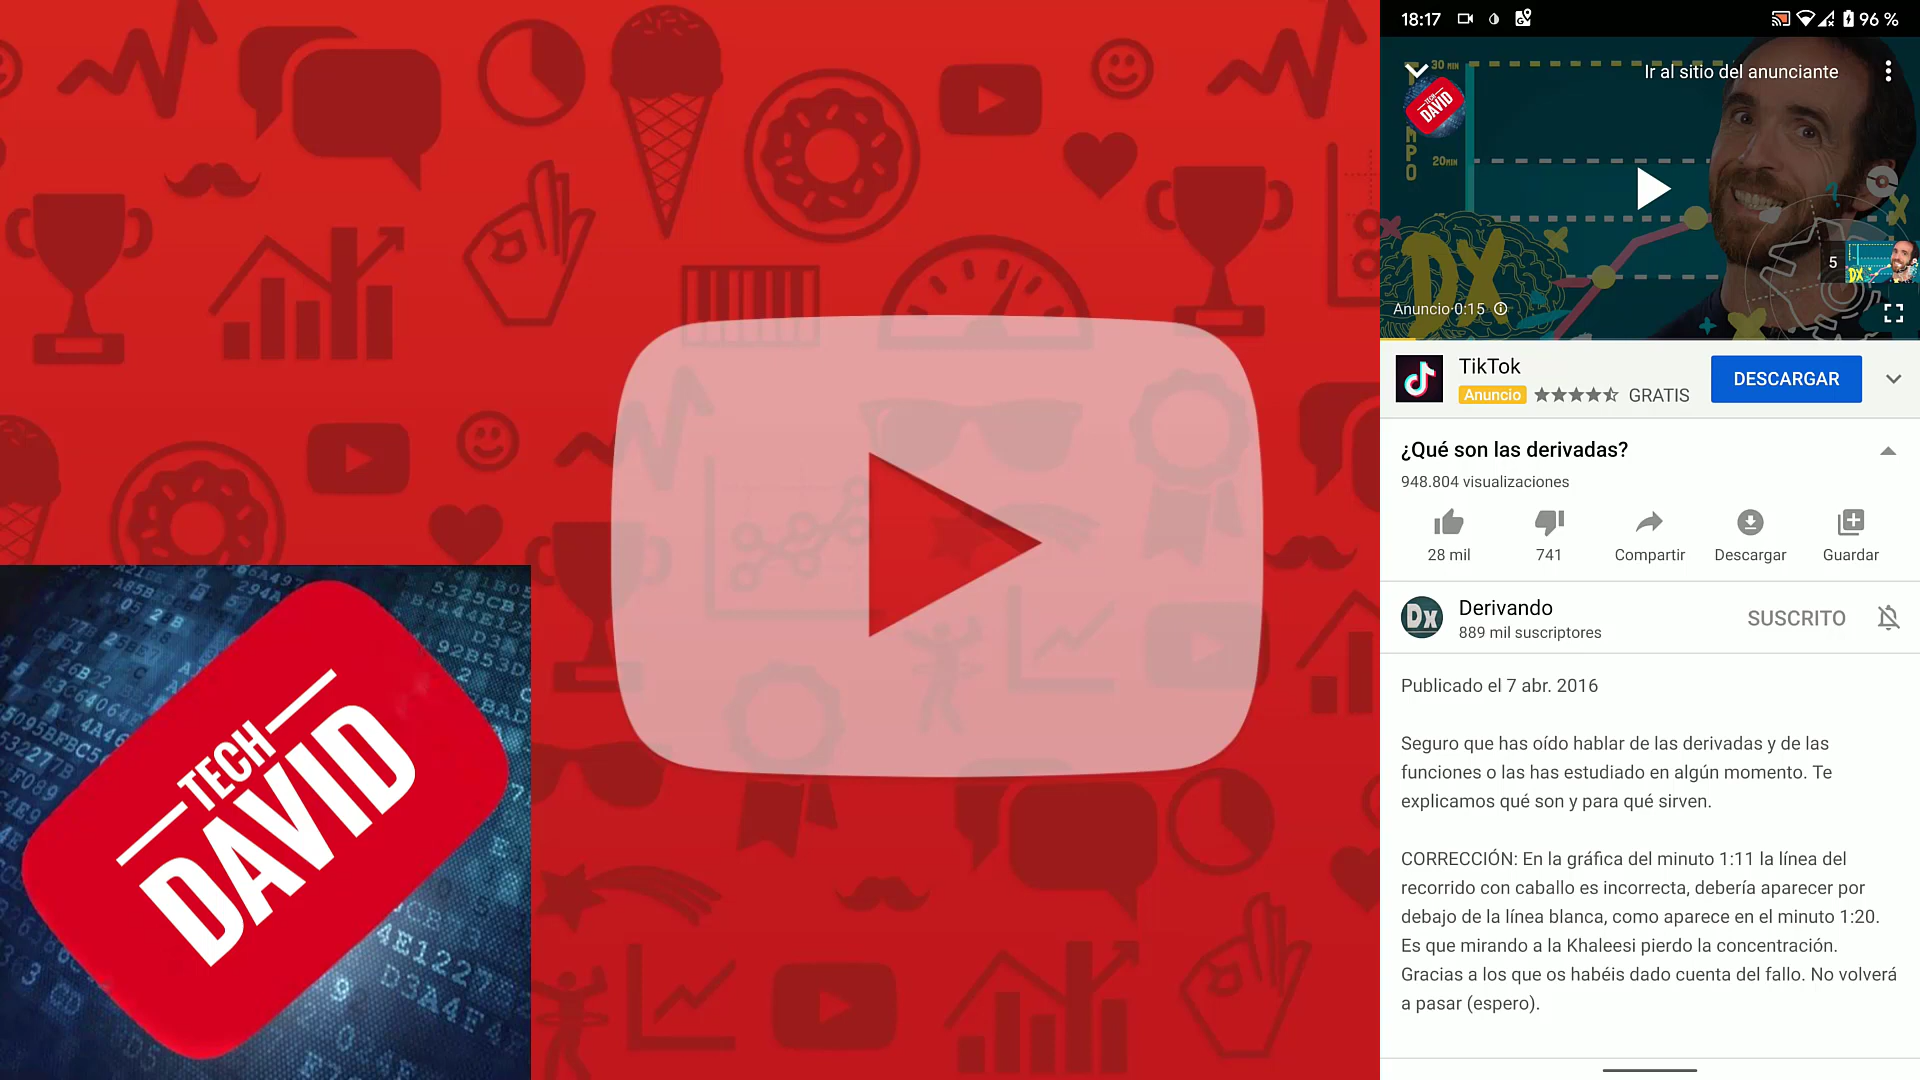 TECH
DAVID
18:17
96 %
30 MIN
Ir al sitio del anunciante
TECH
DAVID
20MIN
DX
5
DX
Anuncio·0:15
TikTok
Anuncio
GRATIS
DESCARGAR
¿Qué son las derivadas?
948.804 visualizaciones
28 mil
741
Compartir
Descargar
Guardar
Dx
Derivando
889 mil suscriptores
SUSCRITO
Publicado el 7 abr. 2016
Seguro que has oído hablar de las derivadas y de las
funciones o las has estudiado en algún momento. Te
explicamos qué son y para qué sirven.
CORRECCIÓN: En la gráfica del minuto 1:11 la línea del
recorrido con caballo es incorrecta, debería aparecer por
debajo de la línea blanca, como aparece en el minuto 1:20.
Es que mirando a la Khaleesi pierdo la concentración.
Gracias a los que os habéis dado cuenta del fallo. No volverá
a pasar (espero).